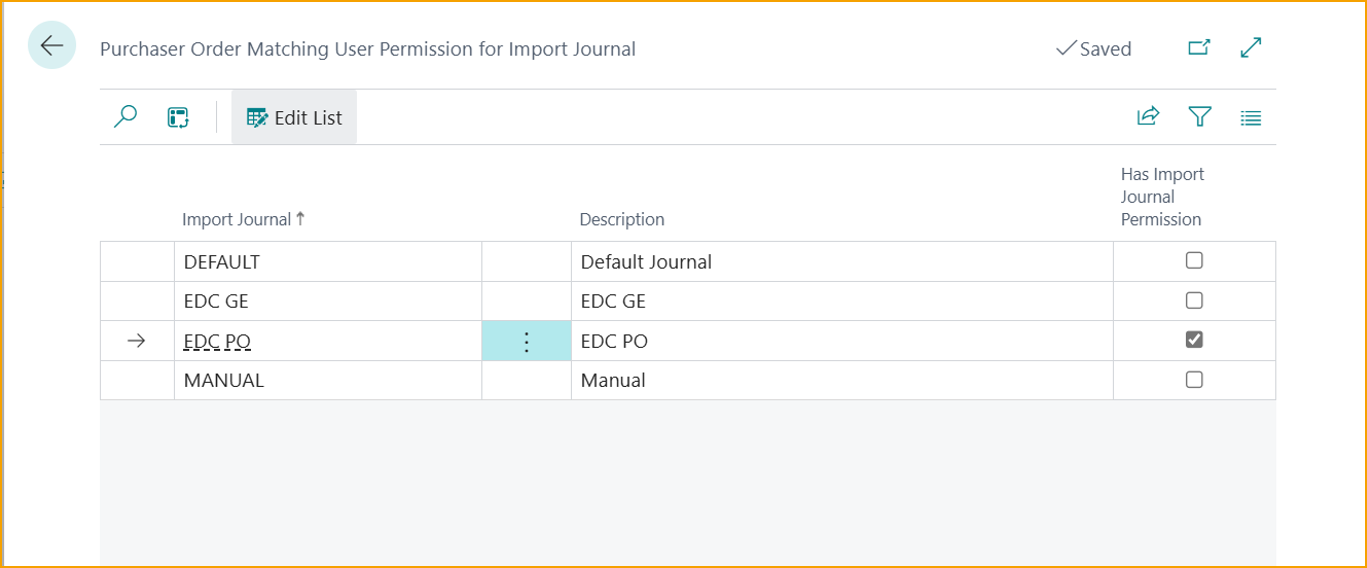 Purchaser Order Matching User Permission for Import Journal
Saved
Edit List
Has Import
Journal
Permission
Import Journal ↑
Description
DEFAULT Default Journal
EDC GE EDC GE
EDC PO EDC PO
MANUAL Manual